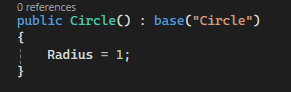 0 references
public Circle() : base("Circle")
{
    Radius = 1;
}